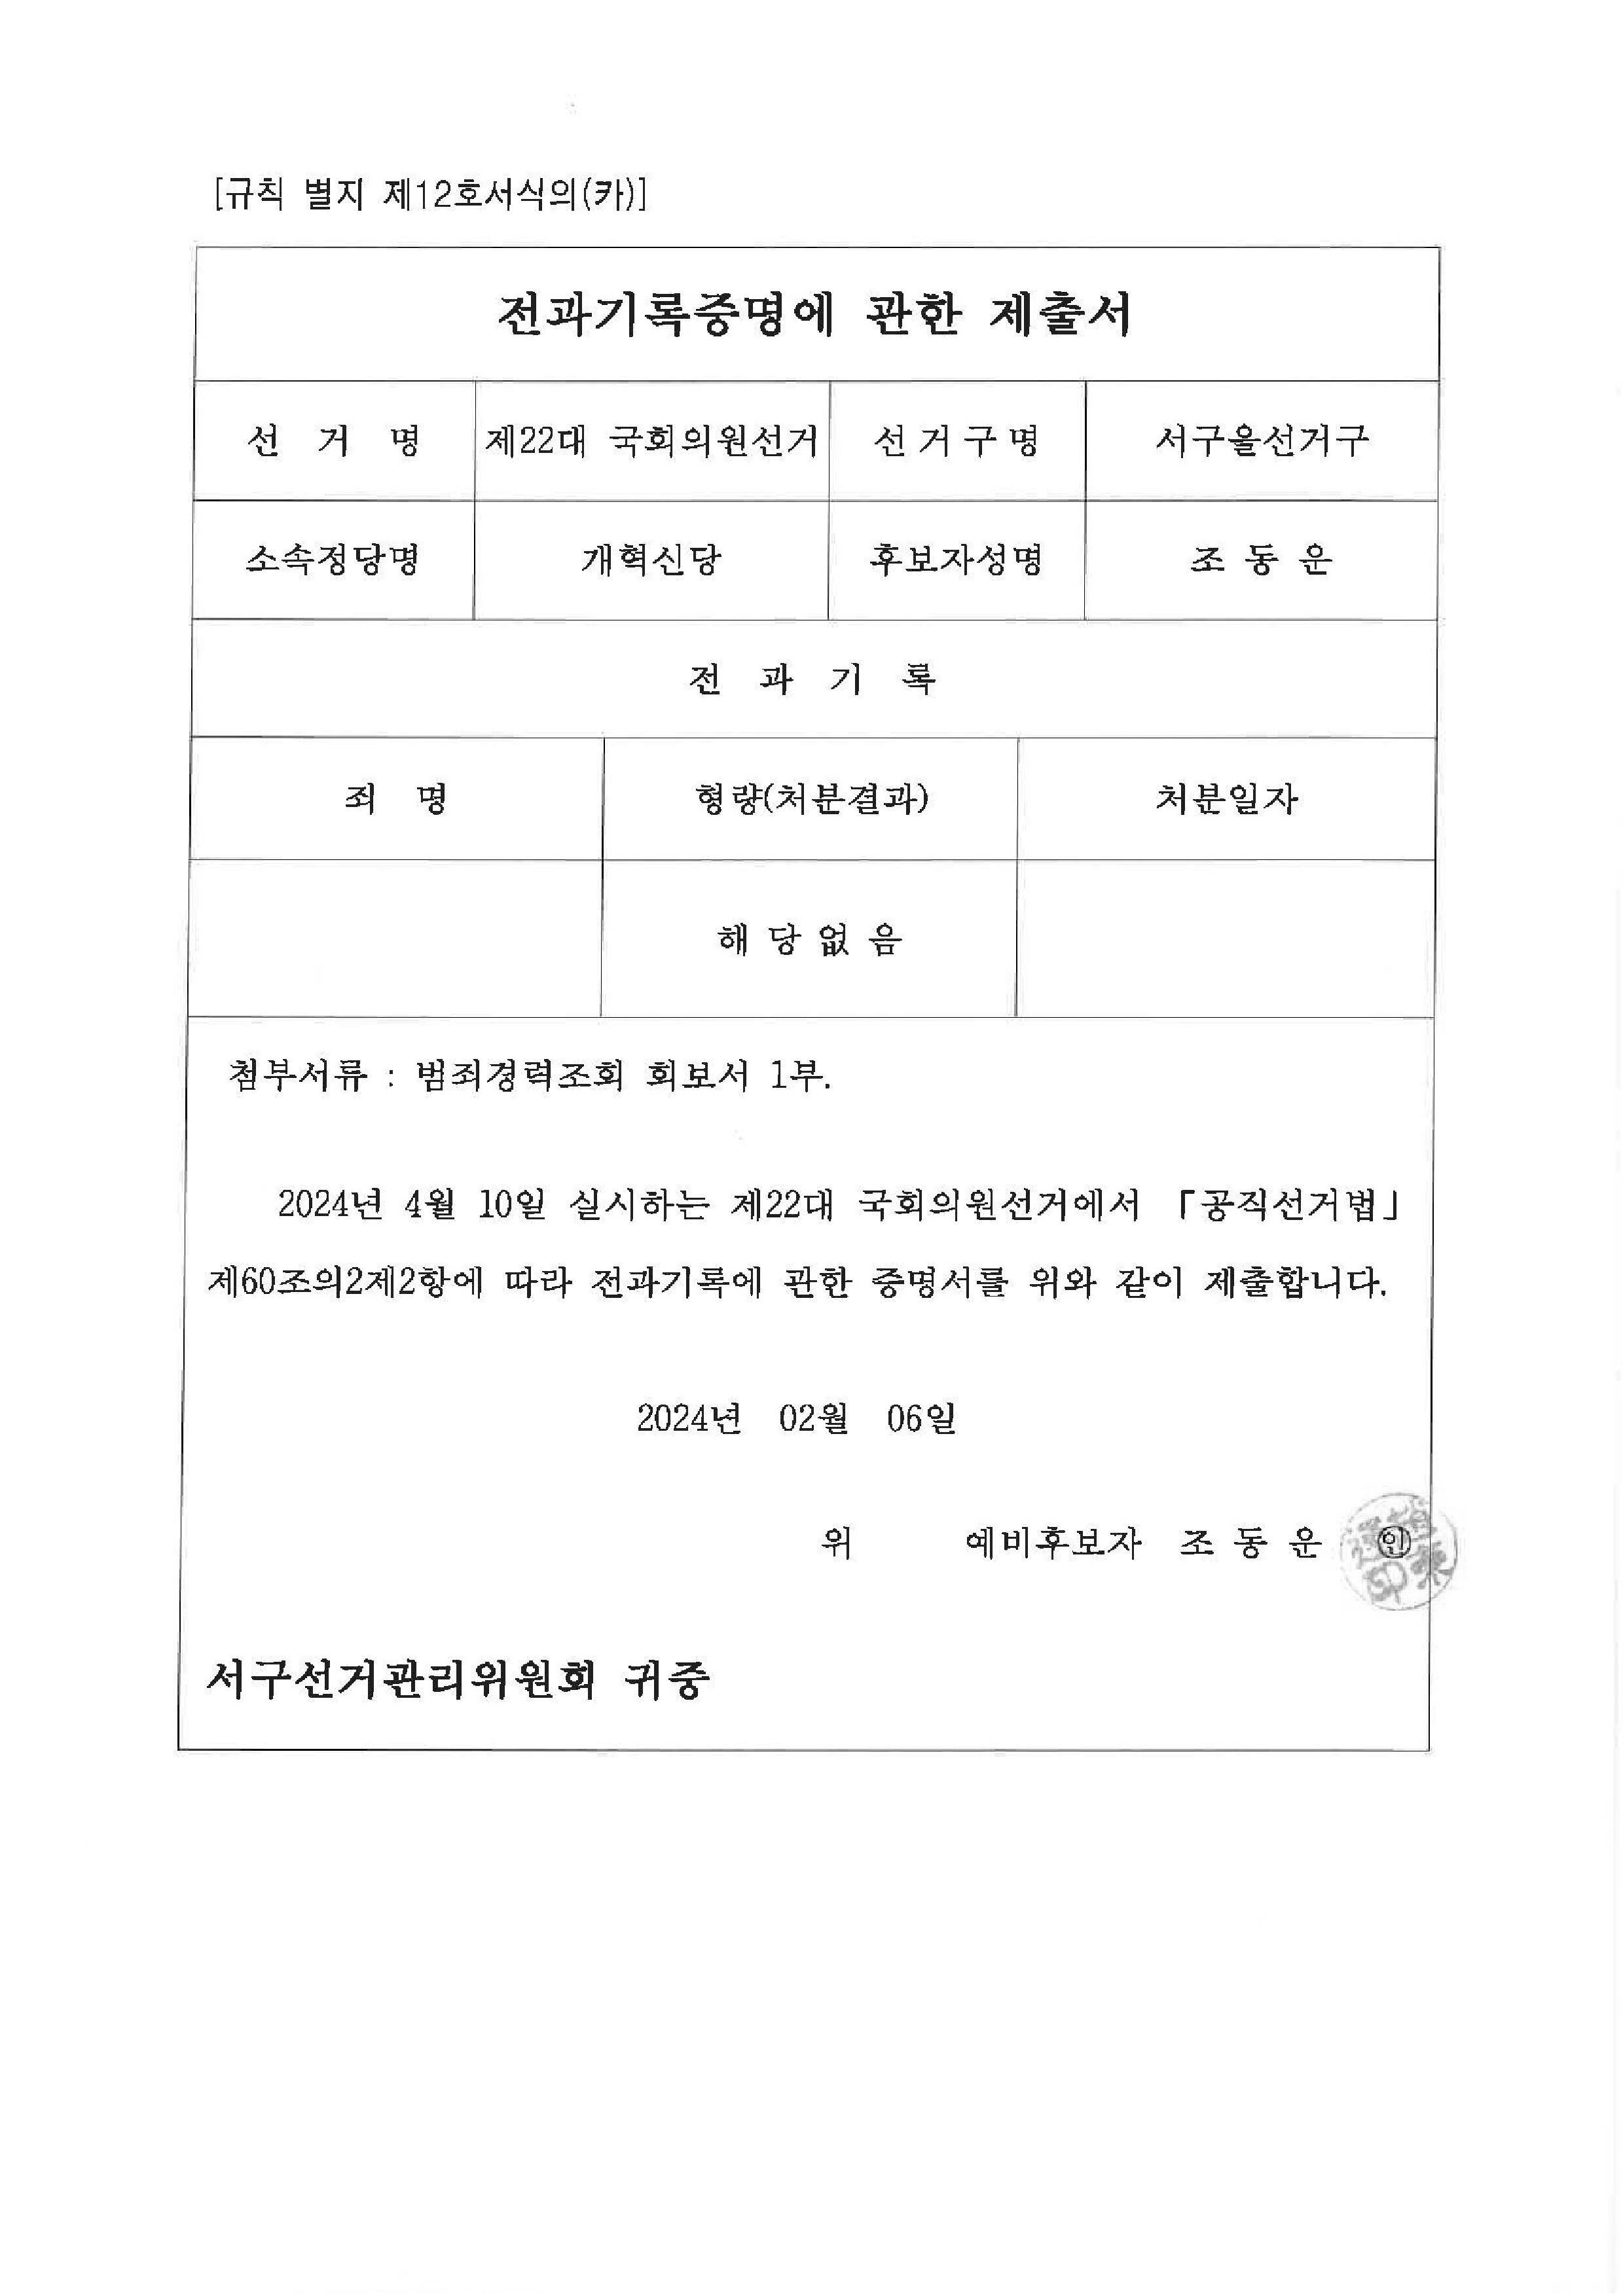 [규칙 별지 제12호서식의(카)]
전과기록증명에 관한 제출서
선 거 명 제22대 국회의원선거 선거구명 서구을선거구
소속정당명 개혁신당 후보자성명 조 동 운
전 과 기 록
죄 명 형량(처분결과) 처분일자
해 당 없 음
첨부서류 : 범죄경력조회 회보서 1부.
2024년 4월 10일 실시하는 제22대 국회의원선거에서 「공직선거법」
제60조의2제2항에 따라 전과기록에 관한 증명서를 위와 같이 제출합니다.
2024년 02월 06일
위 예비후보자 조 동 운 ㊞
서구선거관리위원회 귀중